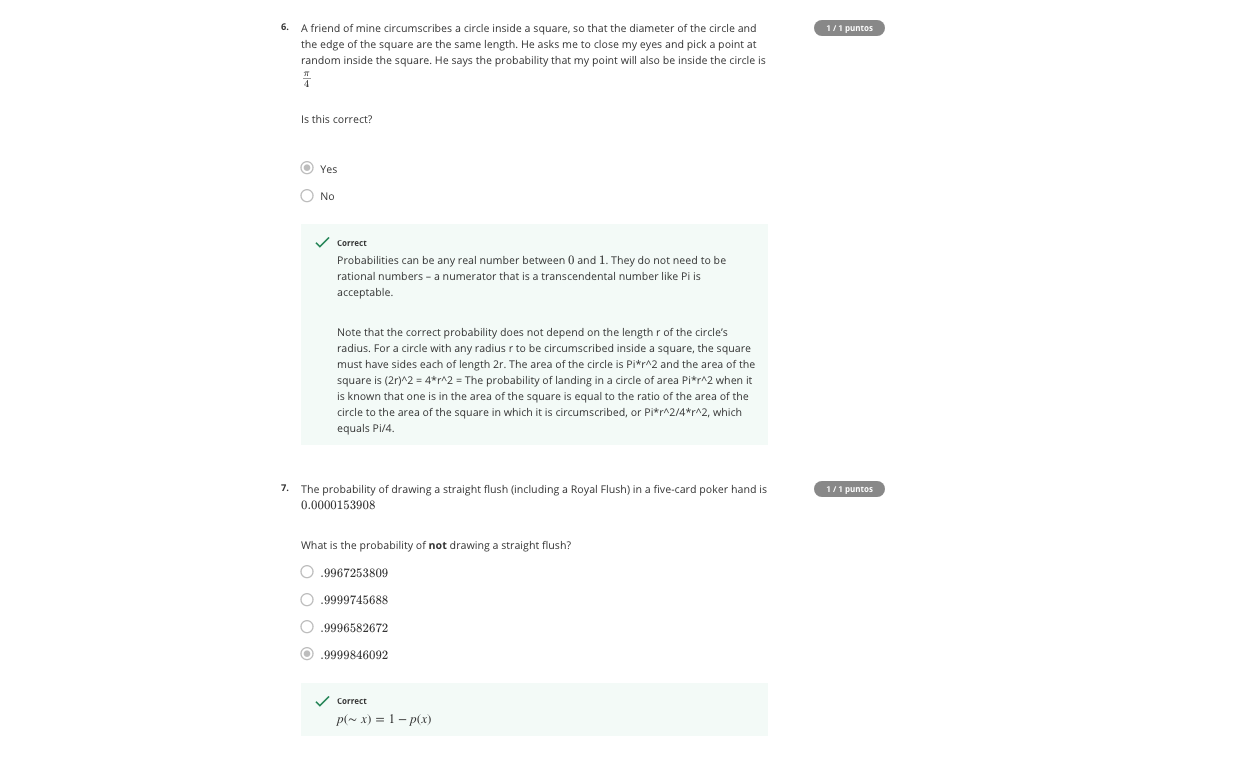 6. A friend of mine circumscribes a circle inside a square, so that the diameter of the circle and
the edge of the square are the same length. He asks me to close my eyes and pick a point at
random inside the square. He says the probability that my point will also be inside the circle is
π/4
1 / 1 puntos
Is this correct?
Yes
No
Correct
Probabilities can be any real number between 0 and 1. They do not need to be
rational numbers – a numerator that is a transcendental number like Pi is
acceptable.
Note that the correct probability does not depend on the length r of the circle’s
radius. For a circle with any radius r to be circumscribed inside a square, the square
must have sides each of length 2r. The area of the circle is Pi*r^2 and the area of the
square is (2r)^2 = 4*r^2 = The probability of landing in a circle of area Pi*r^2 when it
is known that one is in the area of the square is equal to the ratio of the area of the
circle to the area of the square in which it is circumscribed, or Pi*r^2/4*r^2, which
equals Pi/4.
7. The probability of drawing a straight flush (including a Royal Flush) in a five-card poker hand is
0.0000153908
1 / 1 puntos
What is the probability of not drawing a straight flush?
.9967253809
.9999745688
.9996582672
.9999846092
Correct
p(∼ x) = 1 − p(x)